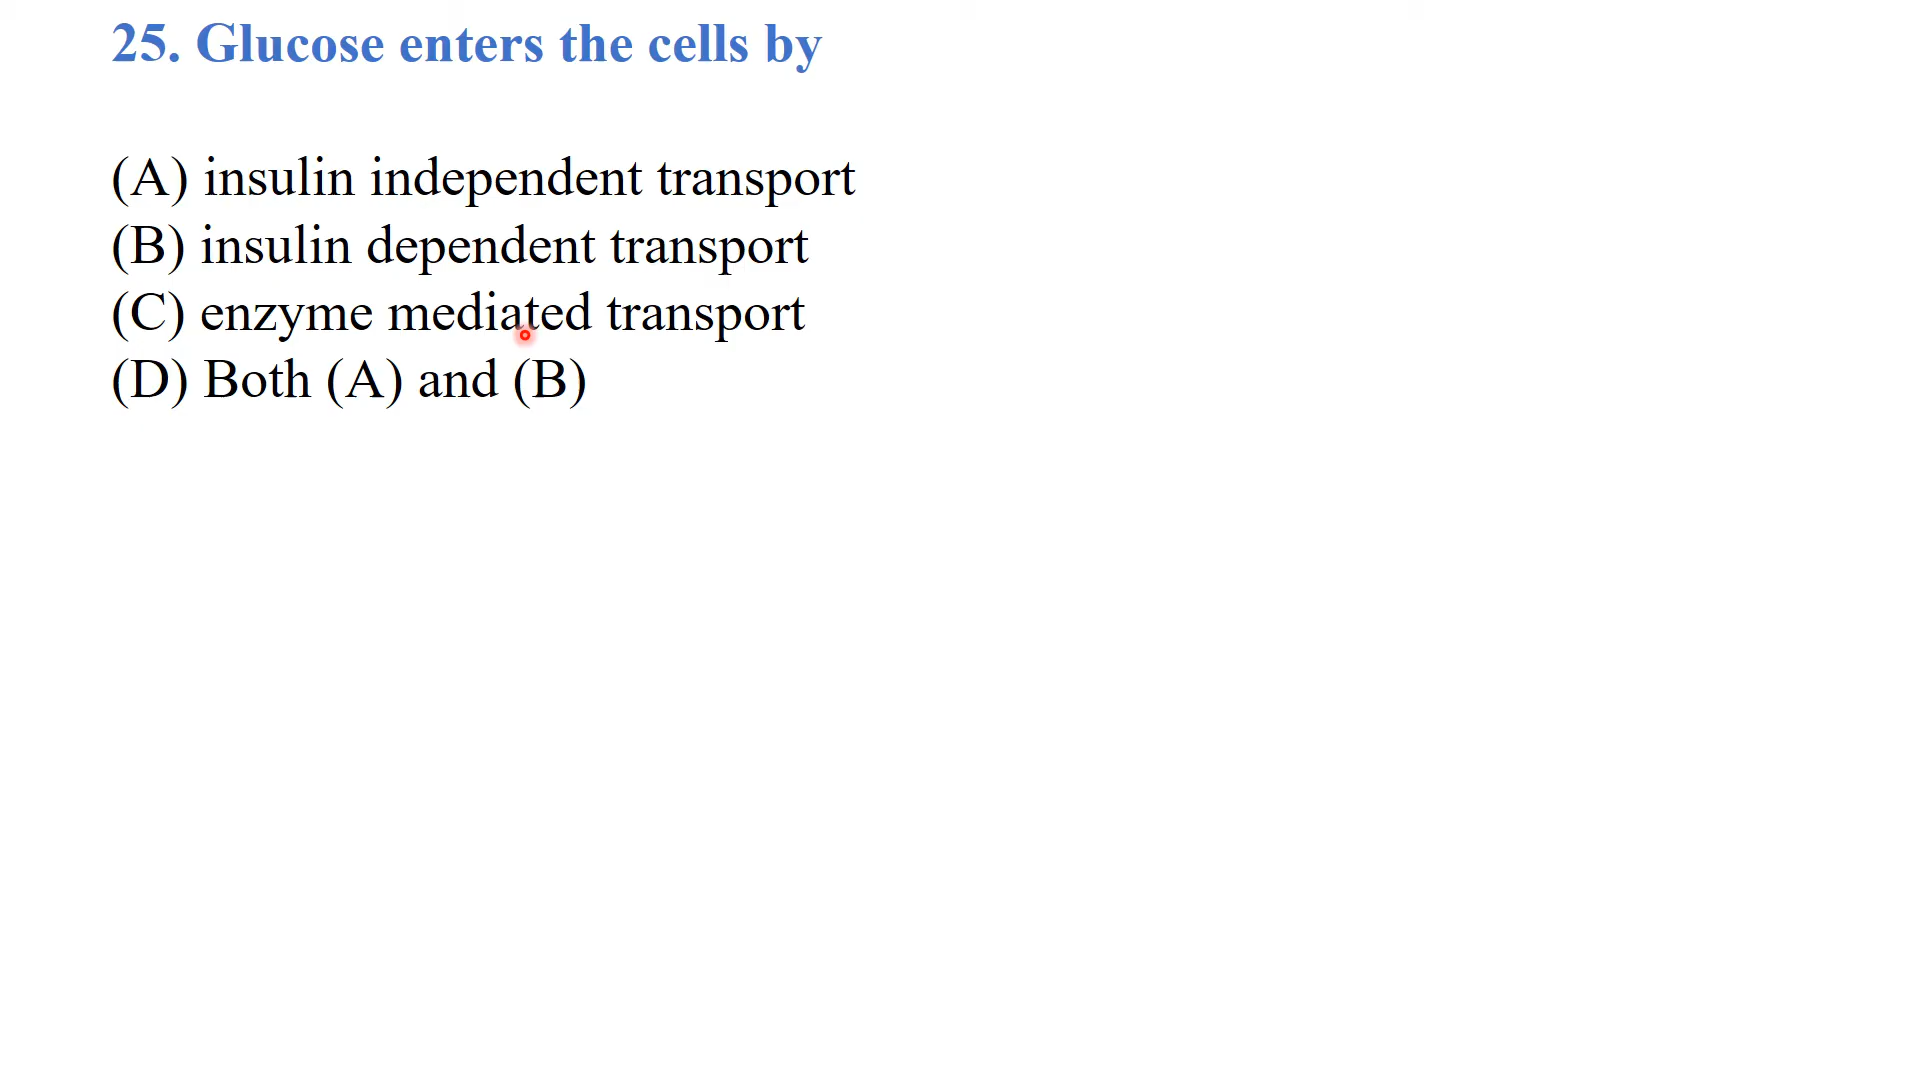 25. Glucose enters the cells by
(A) insulin independent transport
(B) insulin dependent transport
(C) enzyme mediated transport
(D) Both (A) and (B)